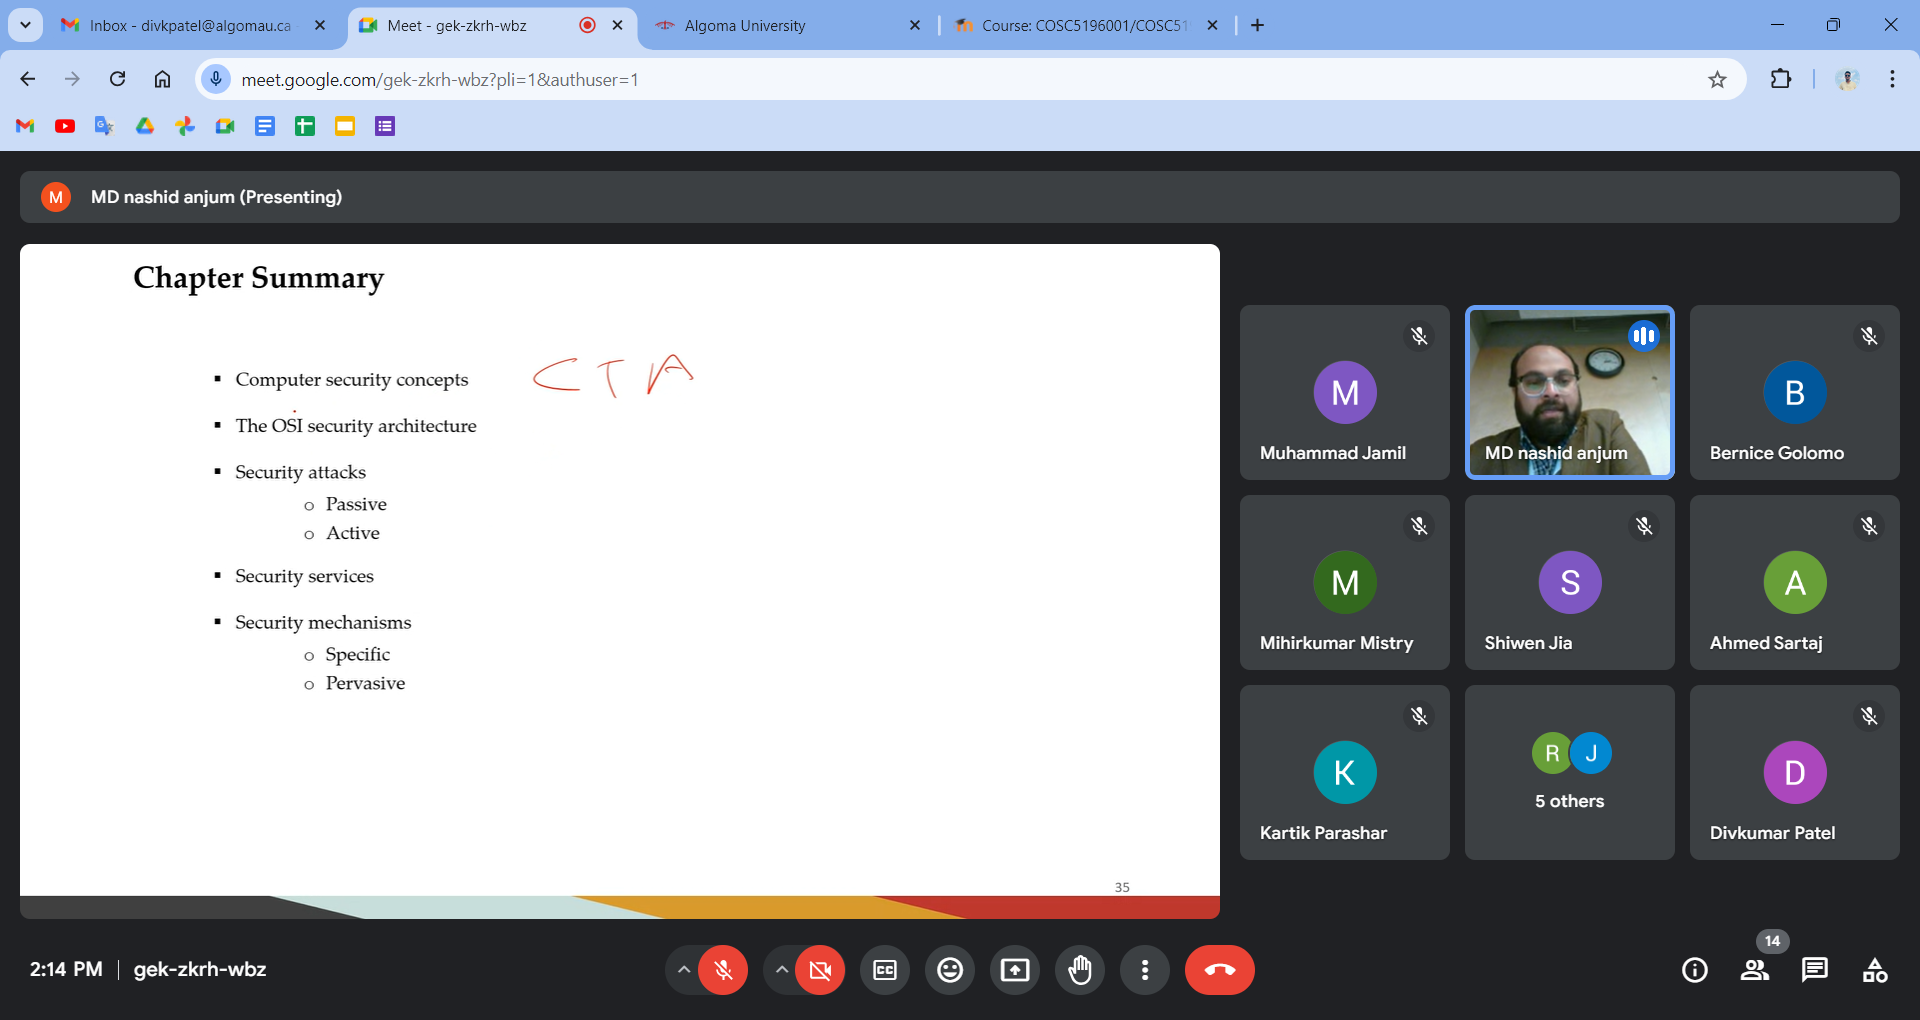 Inbox - divkpatel@algomau.ca
Meet - gek-zkrh-wbz
Algoma University
Course: COSC5196001/COSC51
meet.google.com/gek-zkrh-wbz?pli=1&authuser=1
M MD nashid anjum (Presenting)
Chapter Summary
▪ Computer security concepts CIA
▪ The OSI security architecture
▪ Security attacks
o Passive
o Active
▪ Security services
▪ Security mechanisms
o Specific
o Pervasive
35
M
Muhammad Jamil
MD nashid anjum
B
Bernice Golomo
M
Mihirkumar Mistry
S
Shiwen Jia
A
Ahmed Sartaj
K
Kartik Parashar
R J
5 others
D
Divkumar Patel
2:14 PM | gek-zkrh-wbz
CC
14